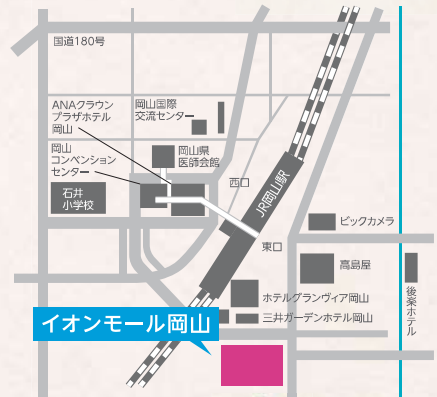 国道180号
ANAクラウン
プラザホテル
岡山
岡山国際
交流センター
岡山
コンベンション
センター
岡山県
医師会館
石井
小学校
西口
JR岡山駅
東口
ビックカメラ
高島屋
後楽ホテル
ホテルグランヴィア岡山
三井ガーデンホテル岡山
イオンモール岡山